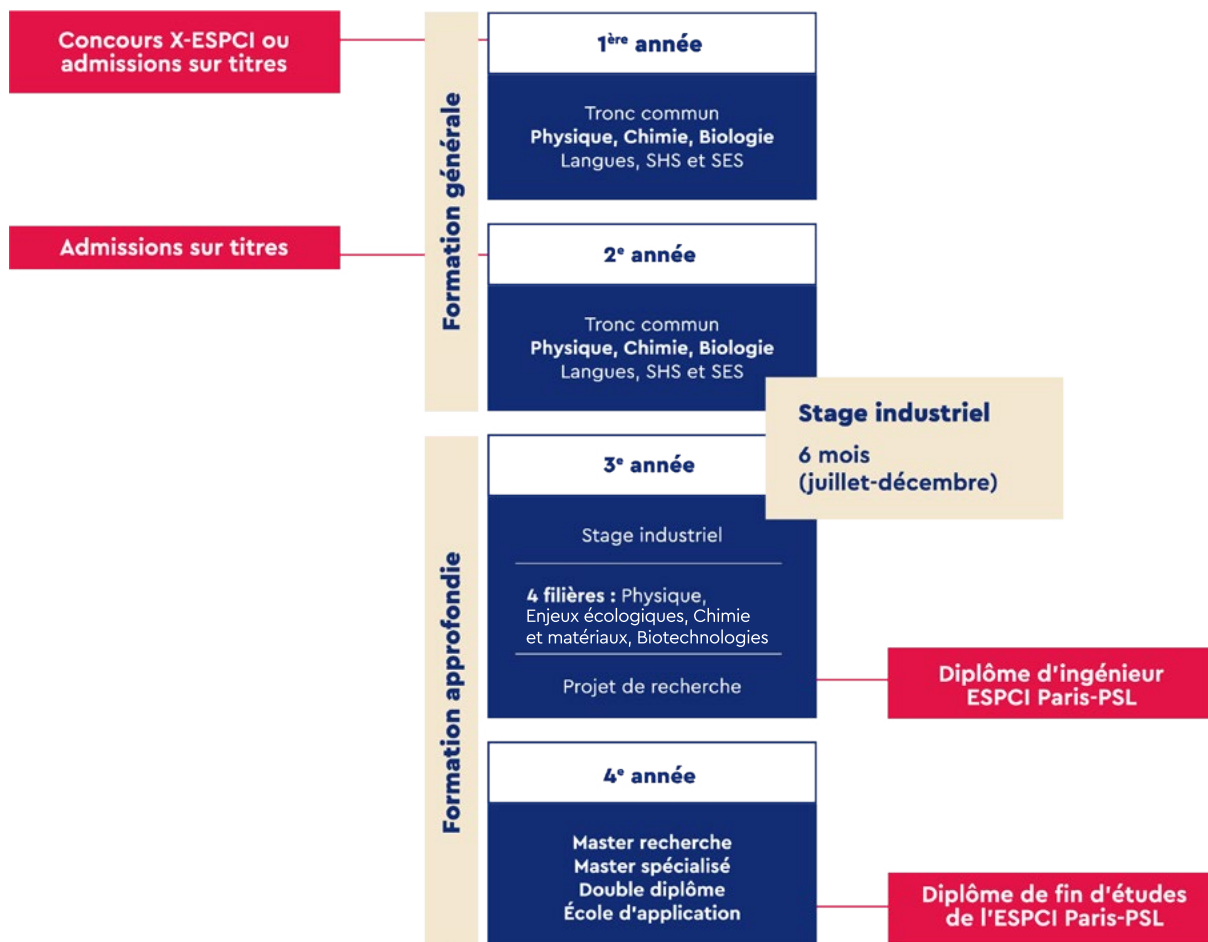 Concours X-ESPCI ou
admissions sur titres
Formation générale
1ère année
Tronc commun
Physique, Chimie, Biologie
Langues, SHS et SES
Admissions sur titres
2e année
Tronc commun
Physique, Chimie, Biologie
Langues, SHS et SES
Stage industriel
6 mois
(juillet-décembre)
Formation approfondie
3e année
Stage industriel
4 filières : Physique,
Enjeux écologiques, Chimie
et matériaux, Biotechnologies
Projet de recherche
Diplôme d'ingénieur
ESPCI Paris-PSL
4e année
Master recherche
Master spécialisé
Double diplôme
École d'application
Diplôme de fin d'études
de l'ESPCI Paris-PSL